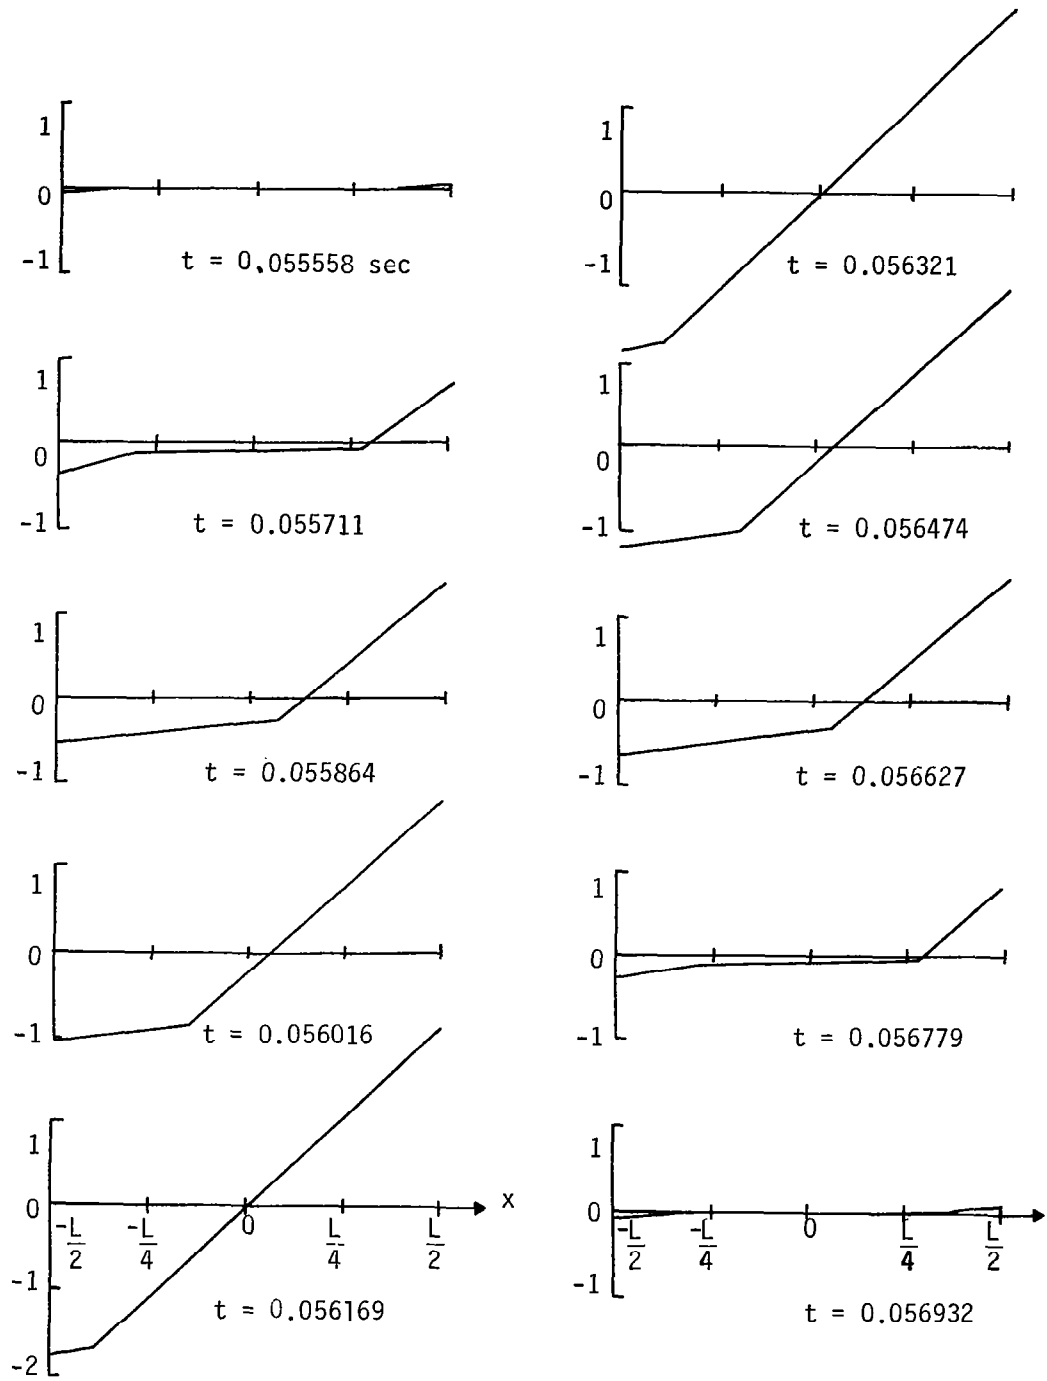 1
0
-1
t = 0.055558 sec
1
0
-1
t = 0.055711
1
0
-1
t = 0.055864
1
0
-1
t = 0.056016
1
0
-1
-2
-L/2
-L/4
0
L/4
L/2
x
t = 0.056169
1
0
-1
t = 0.056321
1
0
-1
t = 0.056474
1
0
-1
t = 0.056627
1
0
-1
t = 0.056779
1
0
-1
-L/2
-L/4
0
L/4
L/2
t = 0.056932